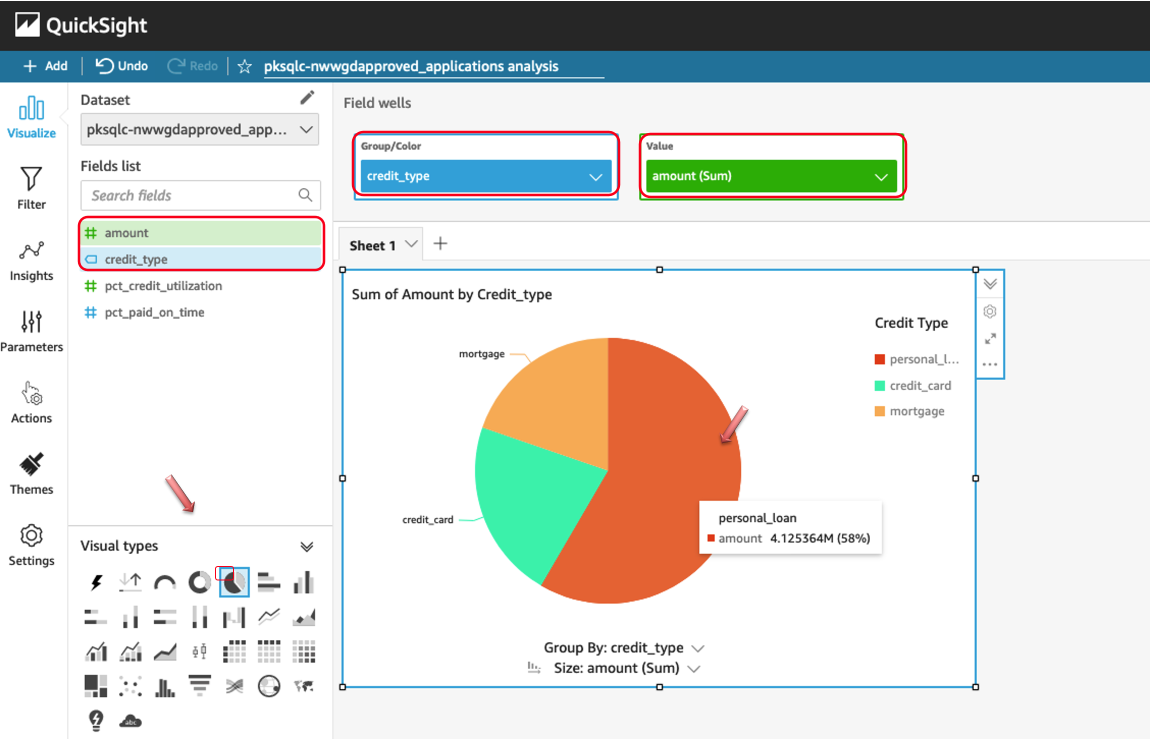 QuickSight
+ Add Undo Redo pksqlc-nwwgdapproved_applications analysis
Visualize
Filter
Insights
Parameters
Actions
Themes
Settings
Dataset
pksqlc-nwwgdapproved_app...
Fields list
Search fields
amount
credit_type
pct_credit_utilization
pct_paid_on_time
Visual types
abc
Field wells
Group/Color
credit_type
Value
amount (Sum)
Sheet 1
Sum of Amount by Credit_type
mortgage
credit_card
personal_loan
amount 4.125364M (58%)
Credit Type
personal_l...
credit_card
mortgage
Group By: credit_type
Size: amount (Sum)